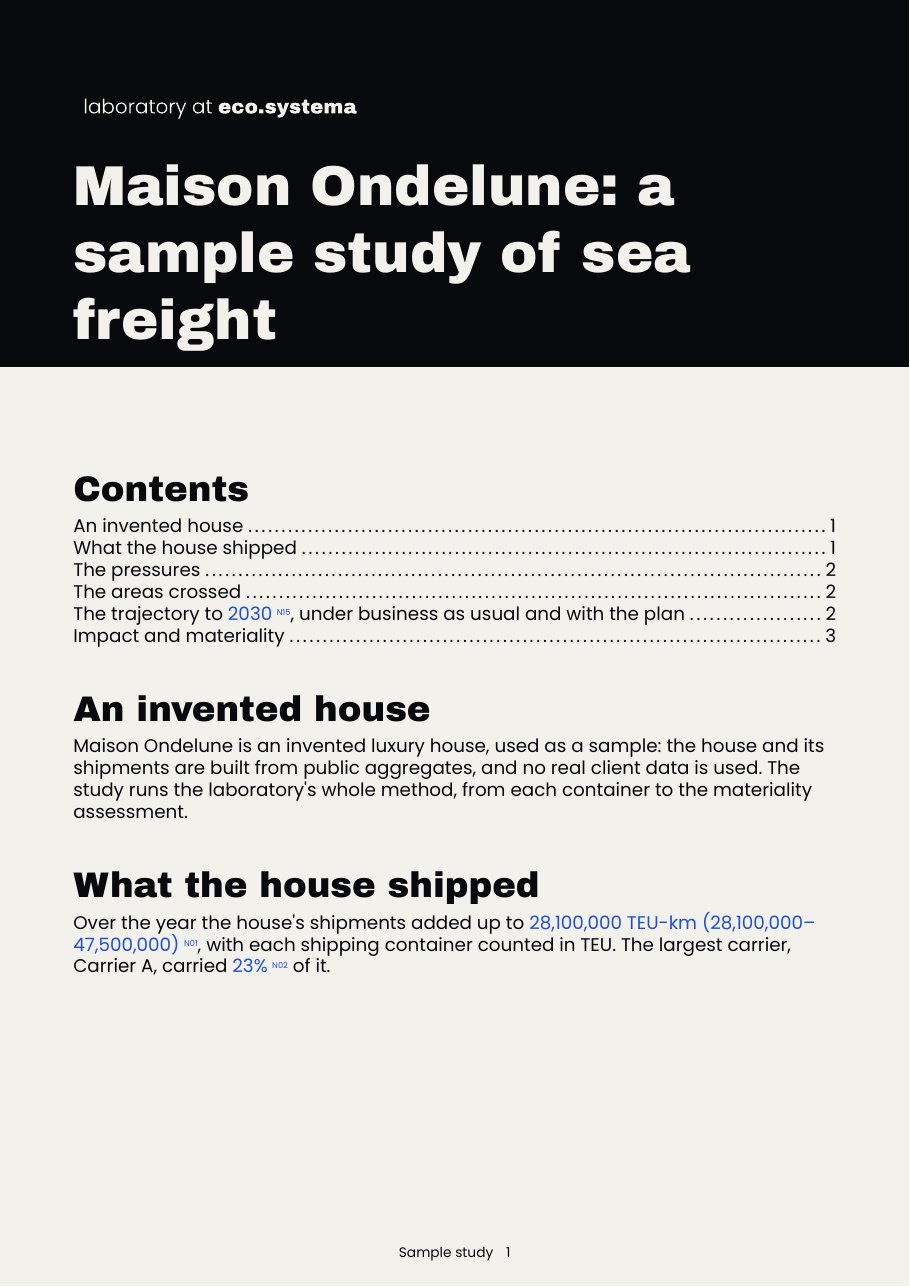 laboratory at eco.systema
Maison Ondelune: a
sample study of sea
freight
Contents
An invented house ........................................................................................ 1
What the house shipped ................................................................................ 1
The pressures .............................................................................................. 2
The areas crossed ........................................................................................ 2
The trajectory to 2030 N15, under business as usual and with the plan .................... 2
Impact and materiality ................................................................................. 3
An invented house
Maison Ondelune is an invented luxury house, used as a sample: the house and its
shipments are built from public aggregates, and no real client data is used. The
study runs the laboratory's whole method, from each container to the materiality
assessment.
What the house shipped
Over the year the house's shipments added up to 28,100,000 TEU-km (28,100,000–
47,500,000) N01, with each shipping container counted in TEU. The largest carrier,
Carrier A, carried 23% N02 of it.
Sample study 1